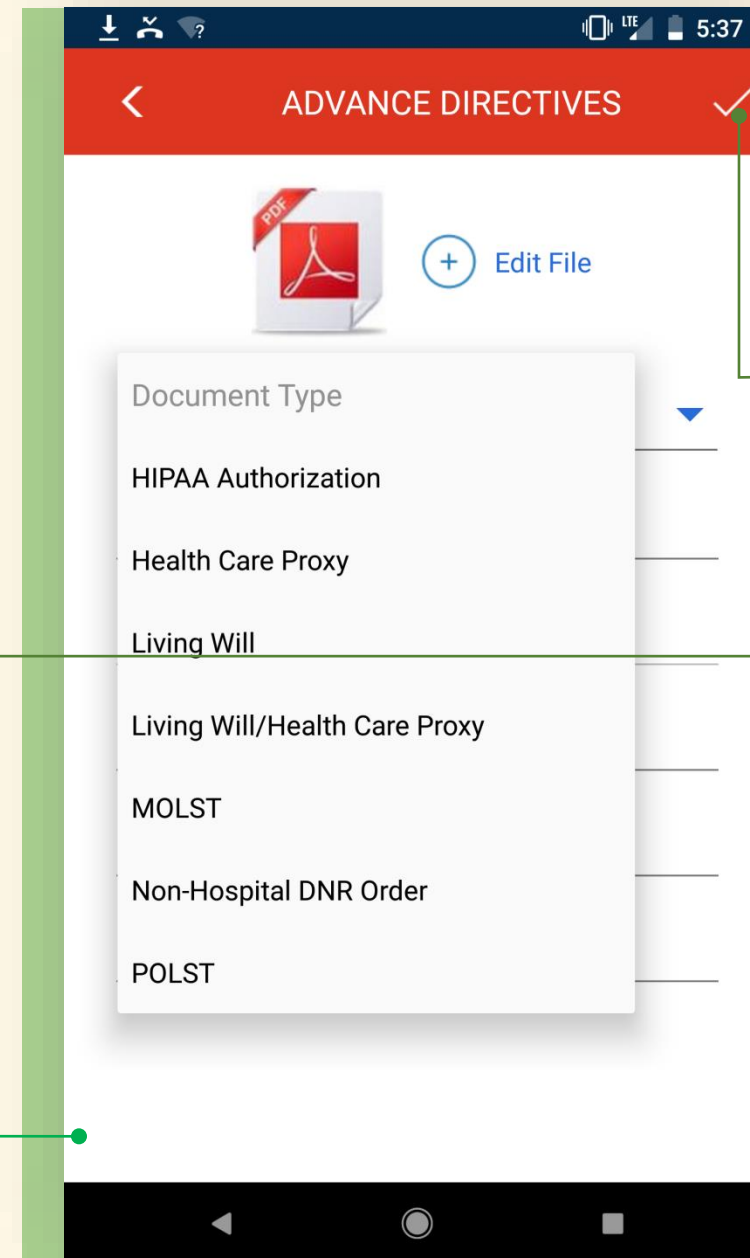 ? LTE 5:37
ADVANCE DIRECTIVES
PDF
+ Edit File
Document Type
HIPAA Authorization
Health Care Proxy
Living Will
Living Will/Health Care Proxy
MOLST
Non-Hospital DNR Order
POLST